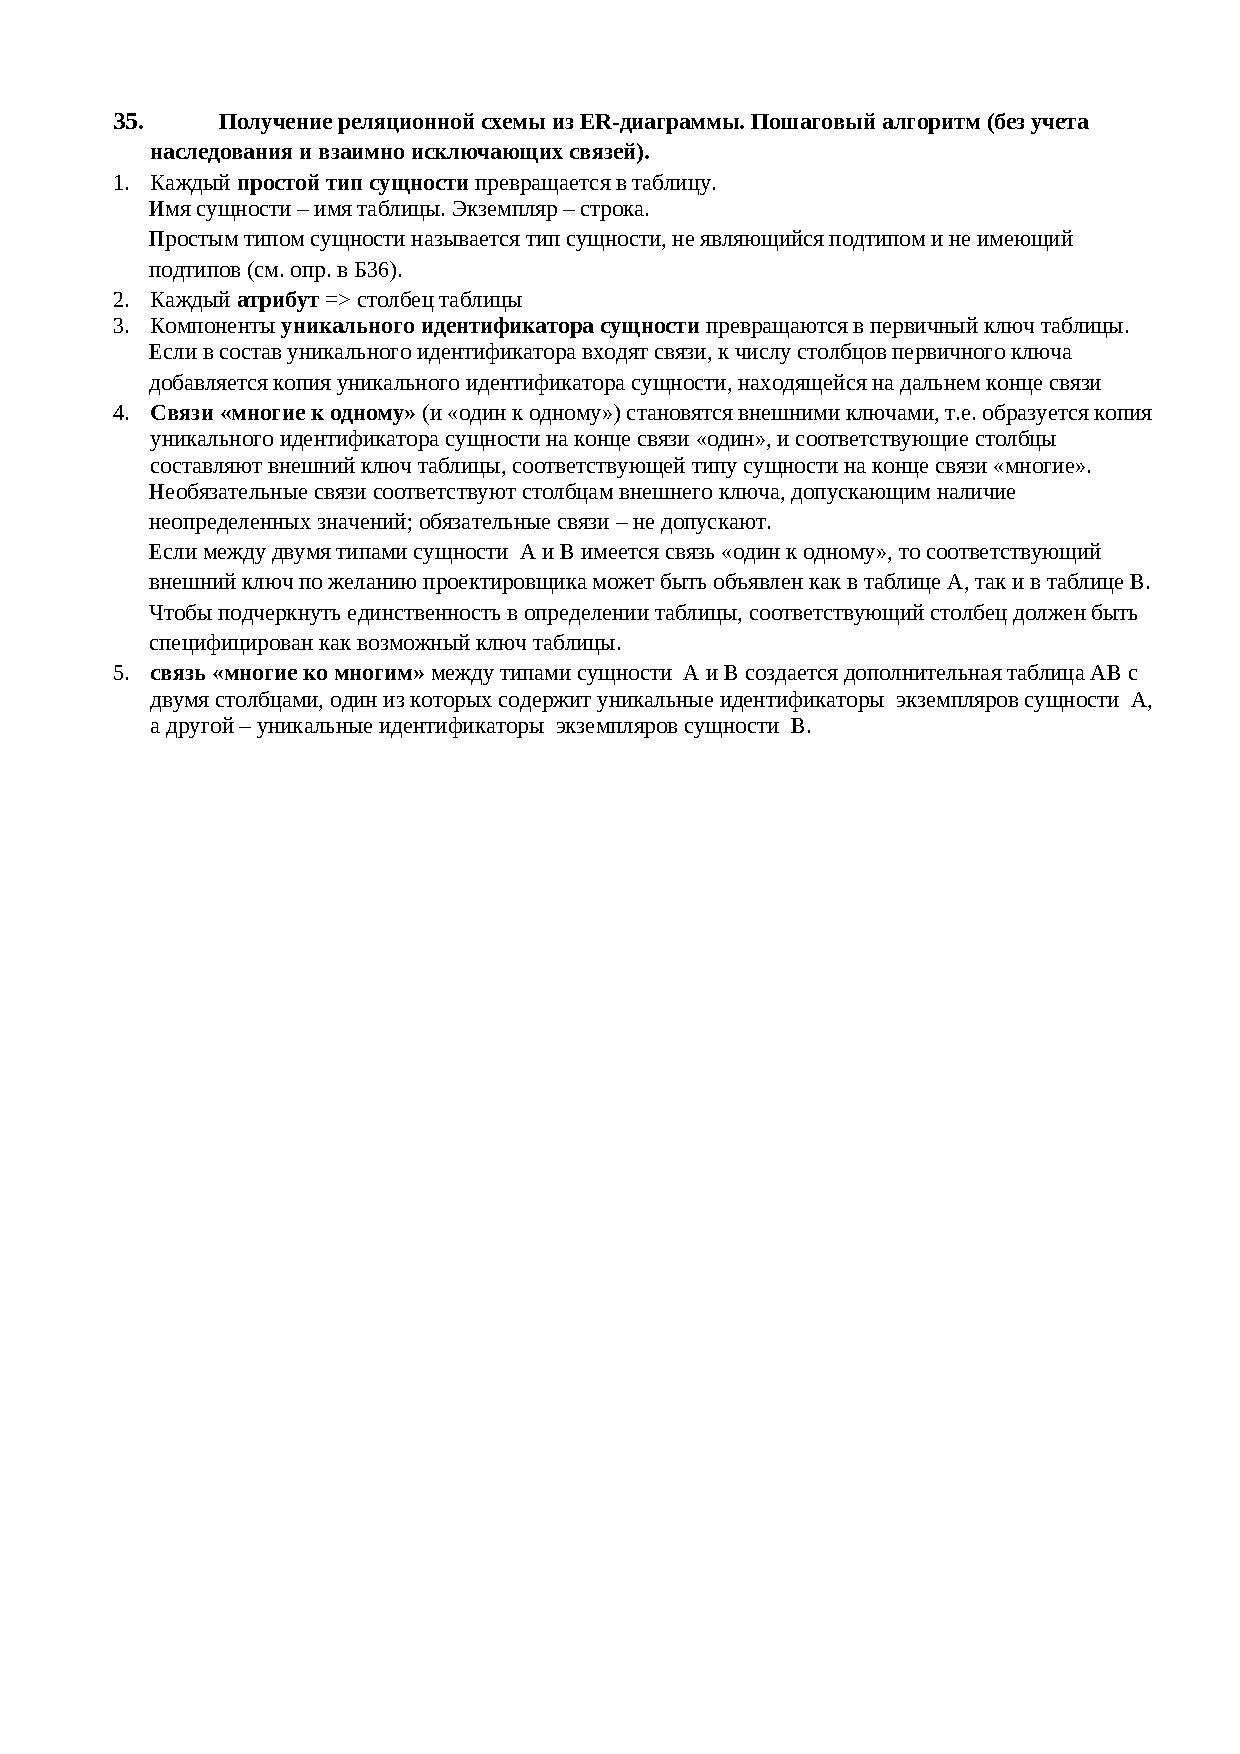 35. Получение реляционной схемы из ER-диаграммы. Пошаговый алгоритм (без учета
наследования и взаимно исключающих связей).
1. Каждый простой тип сущности превращается в таблицу.
Имя сущности – имя таблицы. Экземпляр – строка.
Простым типом сущности называется тип сущности, не являющийся подтипом и не имеющий
подтипов (см. опр. в Б36).
2. Каждый атрибут => столбец таблицы
3. Компоненты уникального идентификатора сущности превращаются в первичный ключ таблицы.
Если в состав уникального идентификатора входят связи, к числу столбцов первичного ключа
добавляется копия уникального идентификатора сущности, находящейся на дальнем конце связи
4. Связи «многие к одному» (и «один к одному») становятся внешними ключами, т.е. образуется копия
уникального идентификатора сущности на конце связи «один», и соответствующие столбцы
составляют внешний ключ таблицы, соответствующей типу сущности на конце связи «многие».
Необязательные связи соответствуют столбцам внешнего ключа, допускающим наличие
неопределенных значений; обязательные связи – не допускают.
Если между двумя типами сущности A и B имеется связь «один к одному», то соответствующий
внешний ключ по желанию проектировщика может быть объявлен как в таблице A, так и в таблице B.
Чтобы подчеркнуть единственность в определении таблицы, соответствующий столбец должен быть
специфицирован как возможный ключ таблицы.
5. связь «многие ко многим» между типами сущности A и B создается дополнительная таблица AB с
двумя столбцами, один из которых содержит уникальные идентификаторы экземпляров сущности A,
а другой – уникальные идентификаторы экземпляров сущности B.